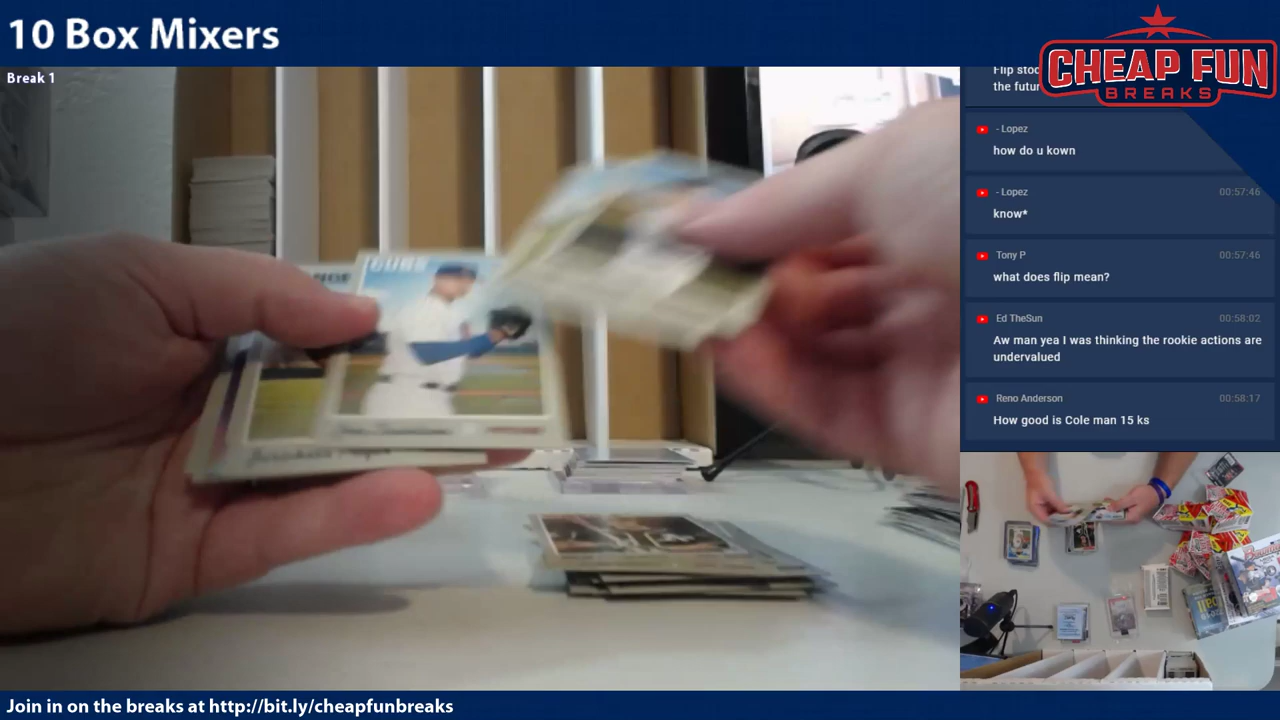 10 Box Mixers
Break 1
CHEAP FUN
BREAKS
Flip stoc
the futur
- Lopez
how do u kown
- Lopez
00:57:46
know*
Tony P
00:57:46
what does flip mean?
Ed TheSun
00:58:02
Aw man yea I was thinking the rookie actions are
undervalued
Reno Anderson
00:58:17
How good is Cole man 15 ks
CUBS
Join in on the breaks at http://bit.ly/cheapfunbreaks